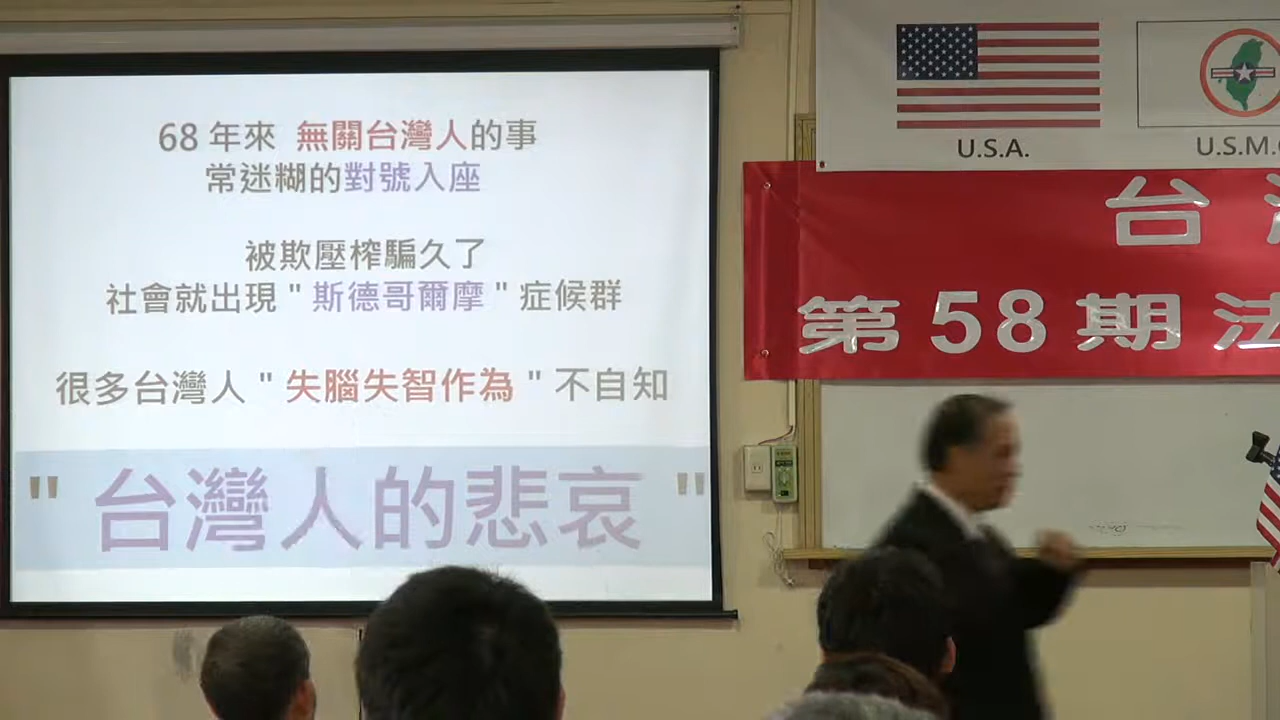 68 年來 無關台灣人的事
常迷糊的對號入座
被欺壓榨騙久了
社會就出現 " 斯德哥爾摩 " 症候群
很多台灣人 " 失腦失智作為 " 不自知
" 台灣人的悲哀 "
U.S.A.
U.S.M.
台
第 58 期 法